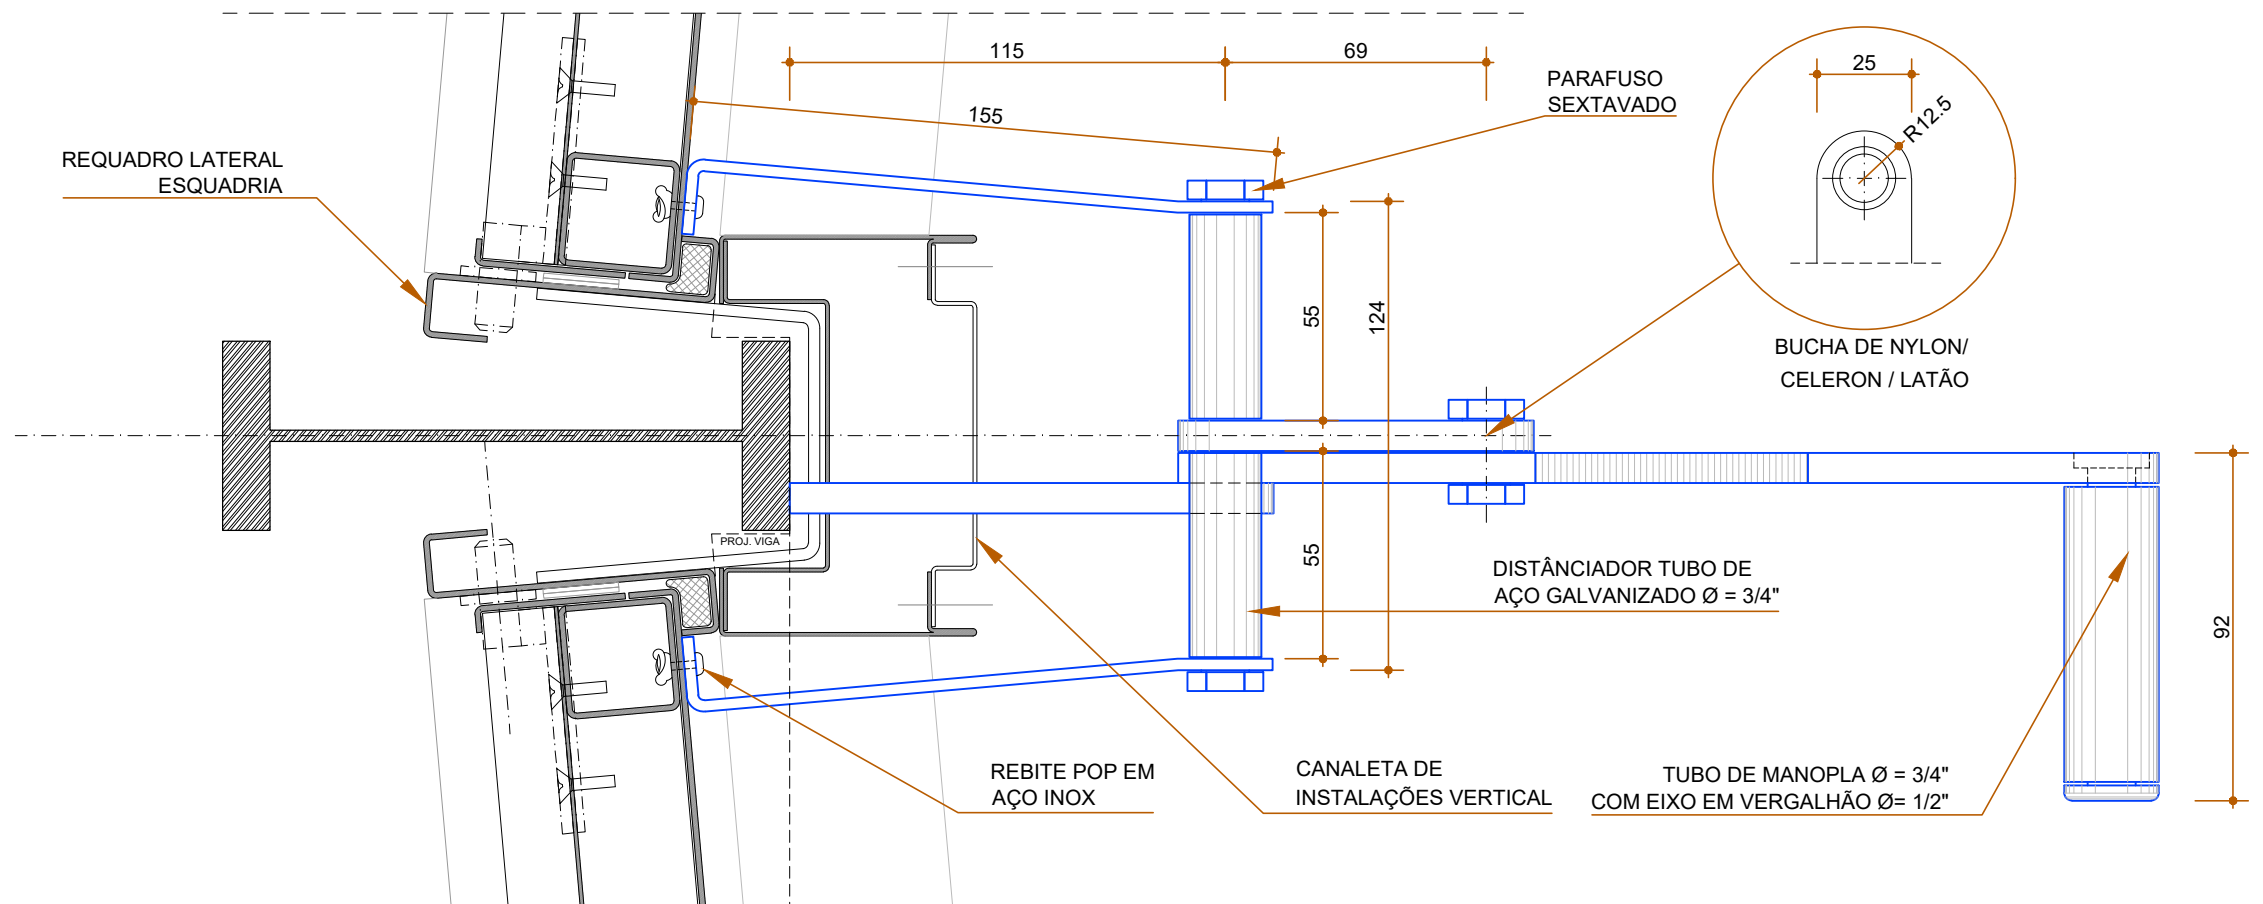 115
69
25
PARAFUSO
SEXTAVADO
R12.5
155
REQUADRO LATERAL
ESQUADRIA
55
124
BUCHA DE NYLON/
CELERON / LATÃO
PROJ. VIGA
55
DISTÂNCIADOR TUBO DE
AÇO GALVANIZADO Ø = 3/4"
92
REBITE POP EM
AÇO INOX
CANALETA DE
INSTALAÇÕES VERTICAL
TUBO DE MANOPLA Ø = 3/4"
COM EIXO EM VERGALHÃO Ø= 1/2"